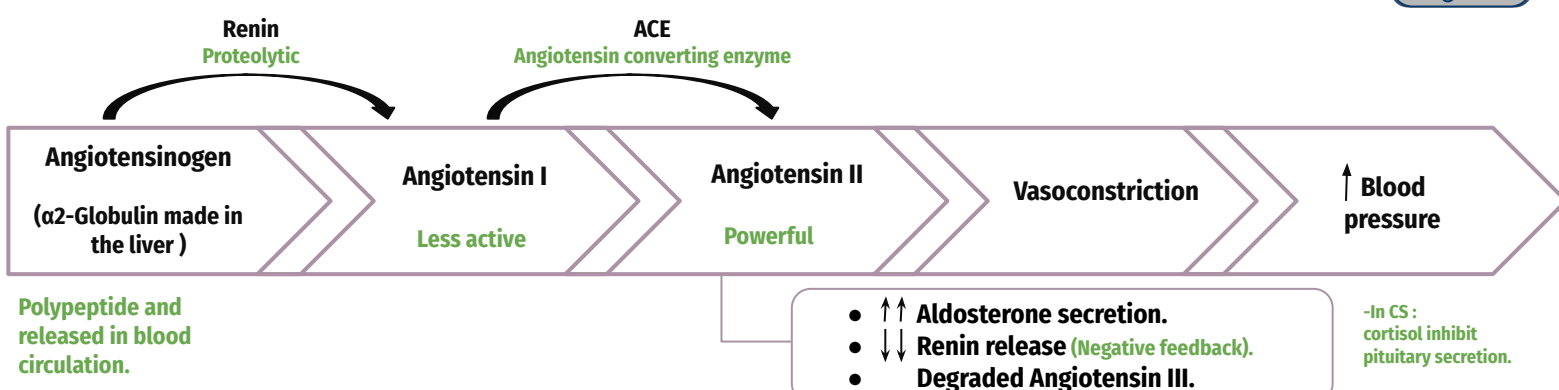 Renin
Proteolytic
ACE
Angiotensin converting enzyme
Angiotensinogen
(α2-Globulin made in
the liver )
Angiotensin I
Less active
Angiotensin II
Powerful
Vasoconstriction
↑ Blood
pressure
Polypeptide and
released in blood
circulation.
● ↑↑ Aldosterone secretion.
● ↓↓ Renin release (Negative feedback).
● Degraded Angiotensin III.
-In CS :
cortisol inhibit
pituitary secretion.